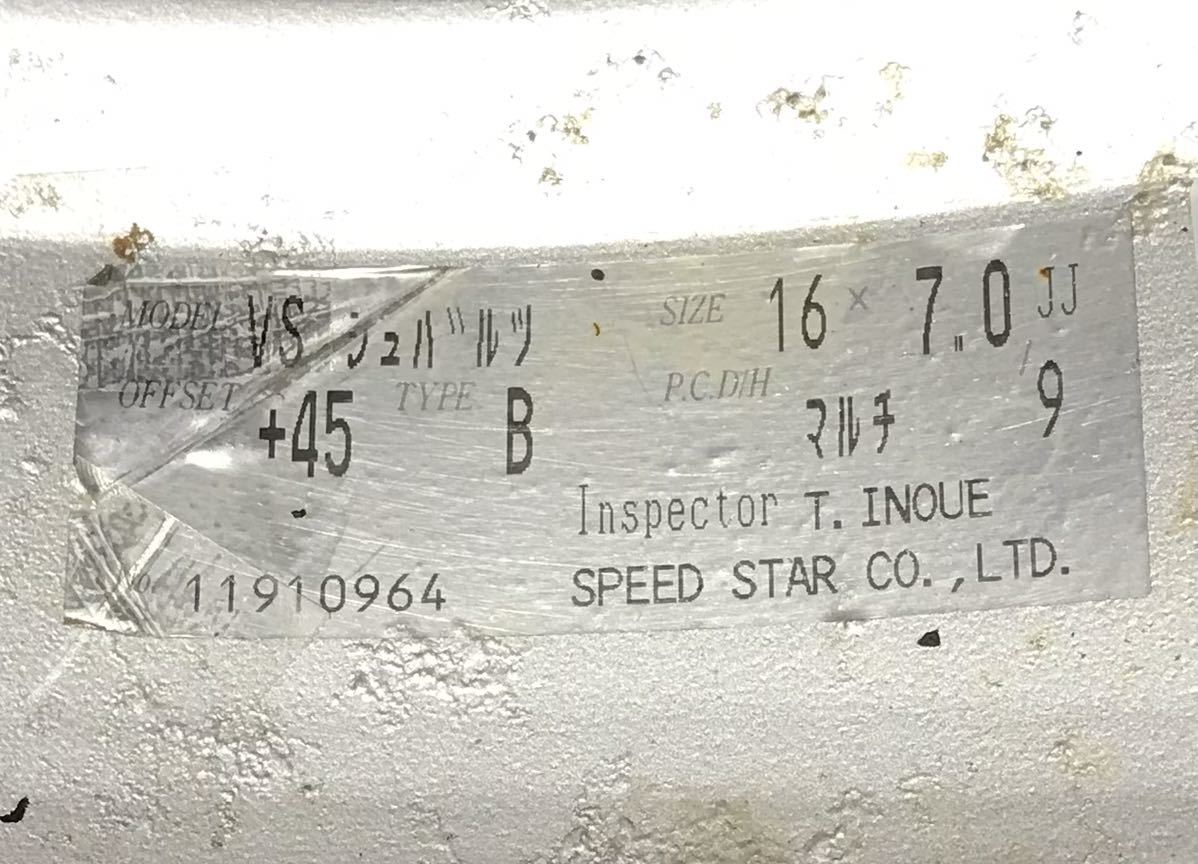 MODEL VS シュバルツ SIZE 16 × 7.0 JJ
OFFSET +45 TYPE B P.C.D/H マルチ 9
Inspector T. INOUE
11910964 SPEED STAR CO.,LTD.